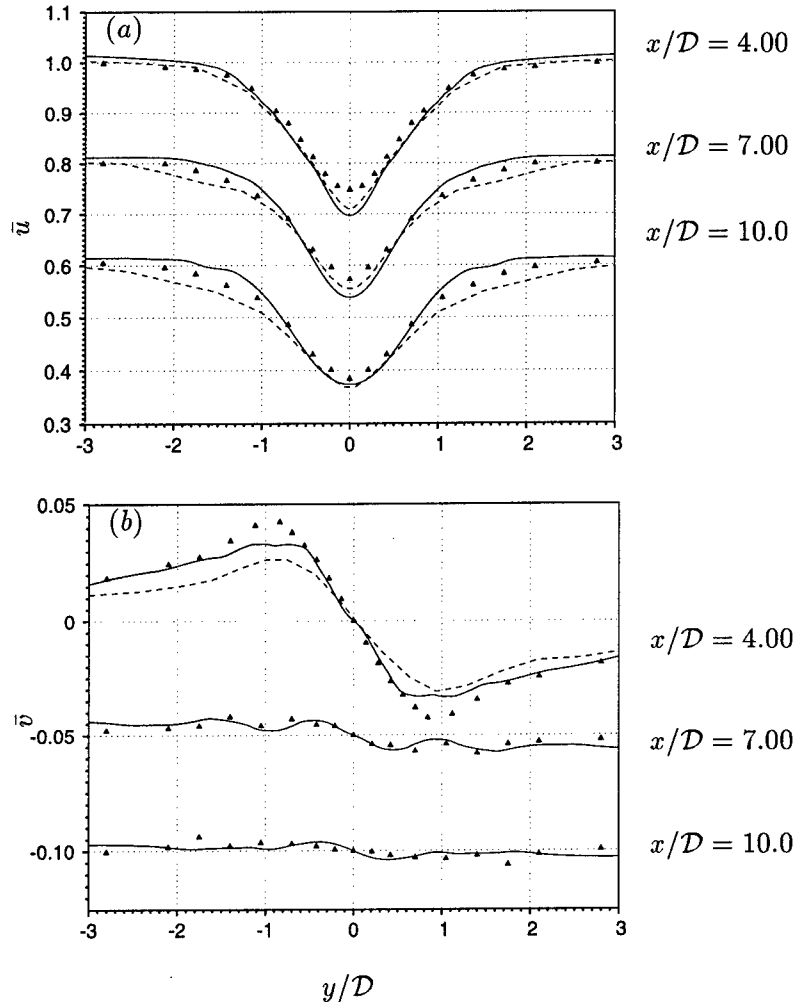 (a)
1.1
1.0
0.9
0.8
0.7
0.6
0.5
0.4
0.3
ū
-3 -2 -1 0 1 2 3
x/D = 4.00
x/D = 7.00
x/D = 10.0
(b)
0.05
0
-0.05
-0.10
v̄
-3 -2 -1 0 1 2 3
x/D = 4.00
x/D = 7.00
x/D = 10.0
y/D